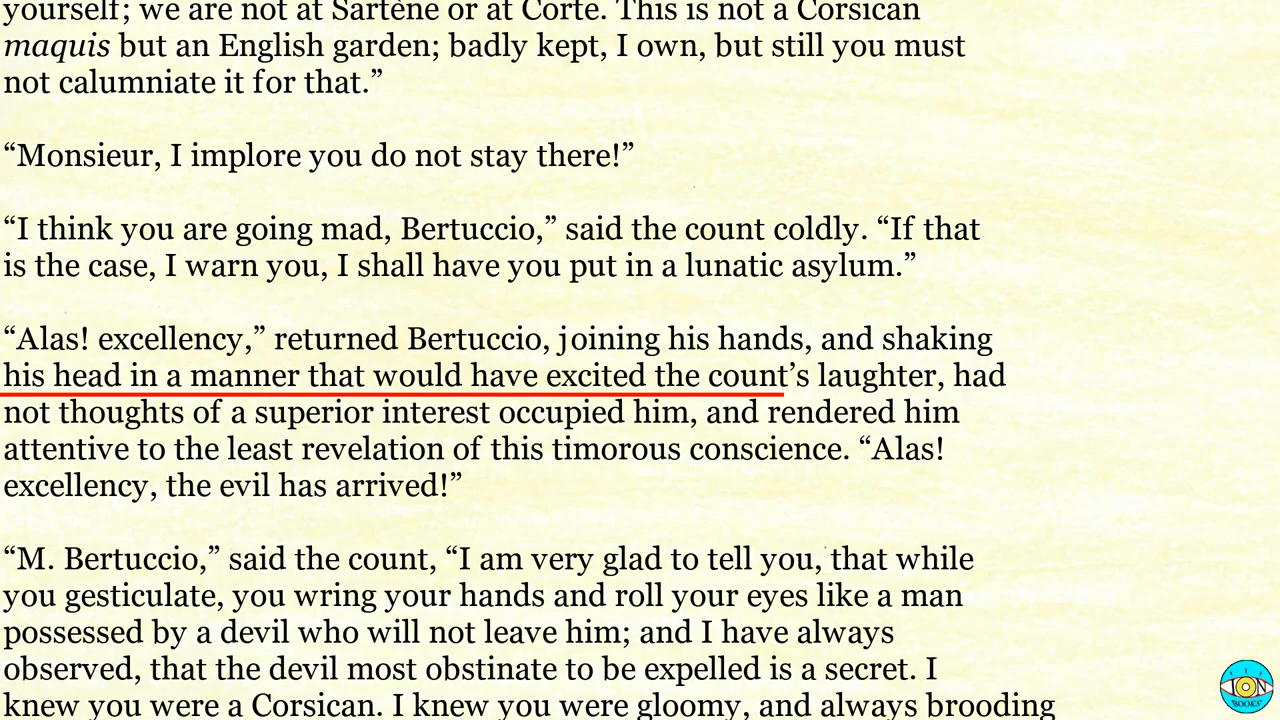 yourself; we are not at Sartène or at Corte. This is not a Corsican
maquis but an English garden; badly kept, I own, but still you must
not calumniate it for that.”
“Monsieur, I implore you do not stay there!”
“I think you are going mad, Bertuccio,” said the count coldly. “If that
is the case, I warn you, I shall have you put in a lunatic asylum.”
“Alas! excellency,” returned Bertuccio, joining his hands, and shaking
his head in a manner that would have excited the count’s laughter, had
not thoughts of a superior interest occupied him, and rendered him
attentive to the least revelation of this timorous conscience. “Alas!
excellency, the evil has arrived!”
“M. Bertuccio,” said the count, “I am very glad to tell you, that while
you gesticulate, you wring your hands and roll your eyes like a man
possessed by a devil who will not leave him; and I have always
observed, that the devil most obstinate to be expelled is a secret. I
knew you were a Corsican. I knew you were gloomy, and always brooding
ION
BOOKS